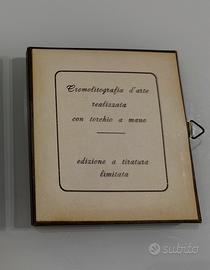 Cromolitografia d'arte
realizzata
con torchio a mano
edizione a tiratura
limitata
subito